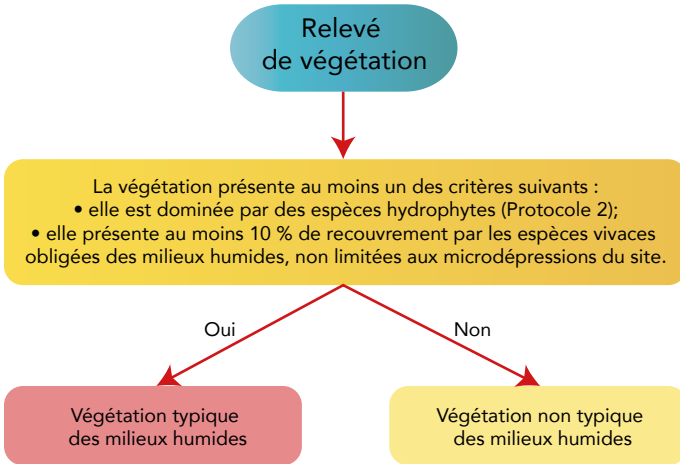 Relevé
de végétation
La végétation présente au moins un des critères suivants :
• elle est dominée par des espèces hydrophytes (Protocole 2);
• elle présente au moins 10 % de recouvrement par les espèces vivaces
obligées des milieux humides, non limitées aux microdépressions du site.
Oui
Non
Végétation typique
des milieux humides
Végétation non typique
des milieux humides